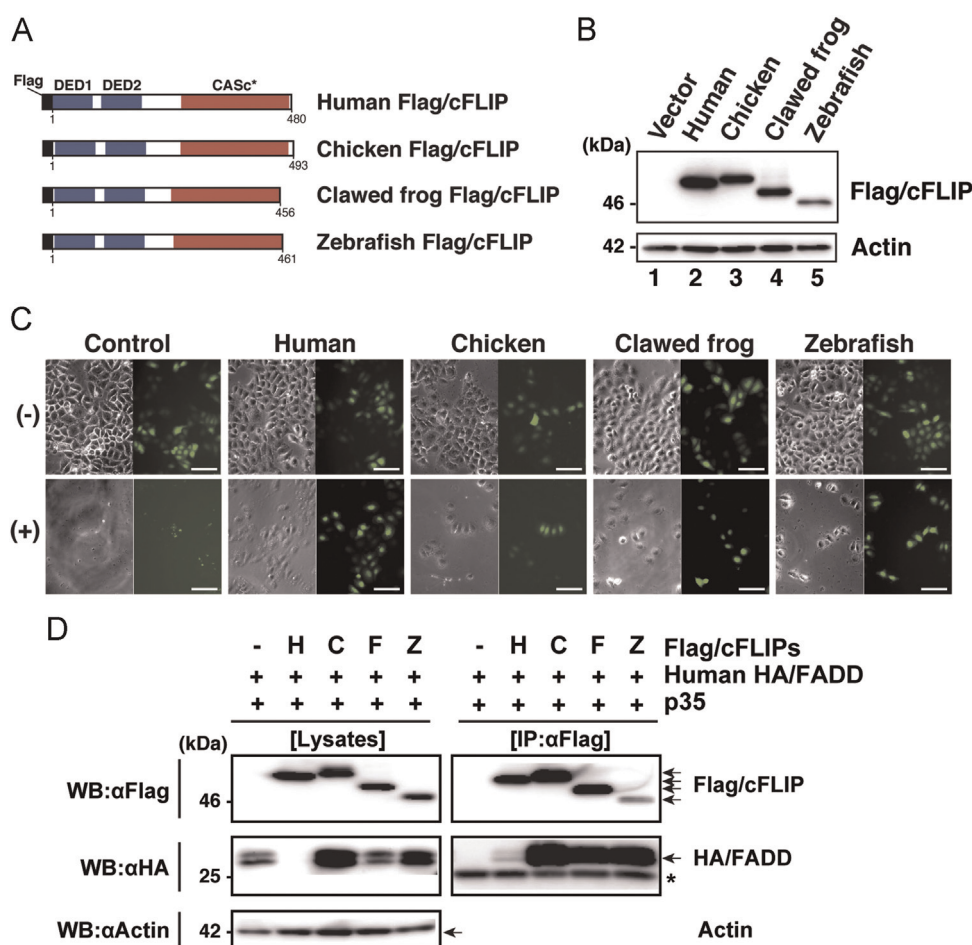 A
Flag
DED1 DED2 CASc*
1 480
Human Flag/cFLIP
1 493
Chicken Flag/cFLIP
1 456
Clawed frog Flag/cFLIP
1 461
Zebrafish Flag/cFLIP
B
Vector Human Chicken Clawed frog Zebrafish
(kDa)
46 - Flag/cFLIP
42 - Actin
1 2 3 4 5
C
Control Human Chicken Clawed frog Zebrafish
(-)
(+)
D
- H C F Z - H C F Z Flag/cFLIPs
+ + + + + + + + + + Human HA/FADD
+ + + + + + + + + + p35
(kDa) [Lysates] [IP:αFlag]
WB:αFlag 46 - Flag/cFLIP
WB:αHA 25 - HA/FADD
*
WB:αActin 42 - Actin